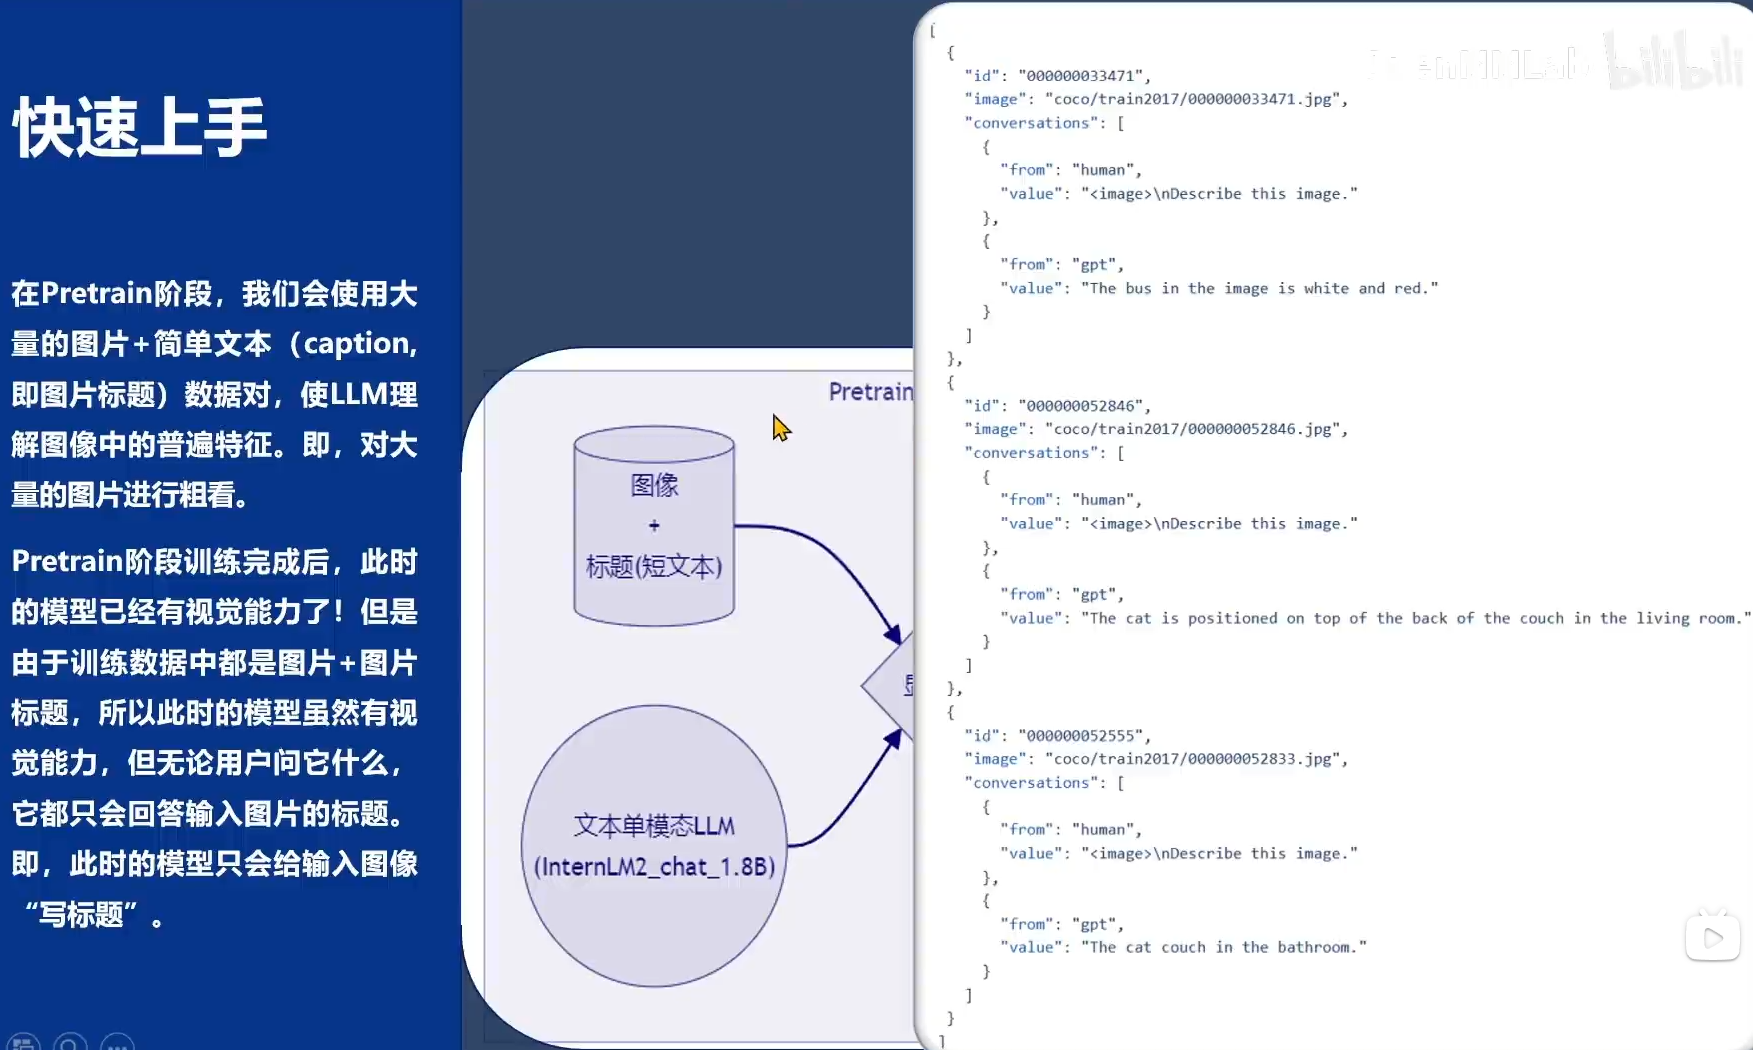 快速上手
在Pretrain阶段，我们会使用大
量的图片+简单文本（caption,
即图片标题）数据对，使LLM理
解图像中的普遍特征。即，对大
量的图片进行粗看。
Pretrain阶段训练完成后，此时
的模型已经有视觉能力了！但是
由于训练数据中都是图片+图片
标题，所以此时的模型虽然有视
觉能力，但无论用户问它什么，
它都只会回答输入图片的标题。
即，此时的模型只会给输入图像
“写标题”。
Pretrain
图像
+
标题(短文本)
文本单模态LLM
(InternLM2_chat_1.8B)
[
{
"id": "000000033471",
"image": "coco/train2017/000000033471.jpg",
"conversations": [
{
"from": "human",
"value": "<image>\nDescribe this image."
},
{
"from": "gpt",
"value": "The bus in the image is white and red."
}
]
},
{
"id": "000000052846",
"image": "coco/train2017/000000052846.jpg",
"conversations": [
{
"from": "human",
"value": "<image>\nDescribe this image."
},
{
"from": "gpt",
"value": "The cat is positioned on top of the back of the couch in the living room."
}
]
},
{
"id": "000000052555",
"image": "coco/train2017/000000052833.jpg",
"conversations": [
{
"from": "human",
"value": "<image>\nDescribe this image."
},
{
"from": "gpt",
"value": "The cat couch in the bathroom."
}
]
}
]
bilibili